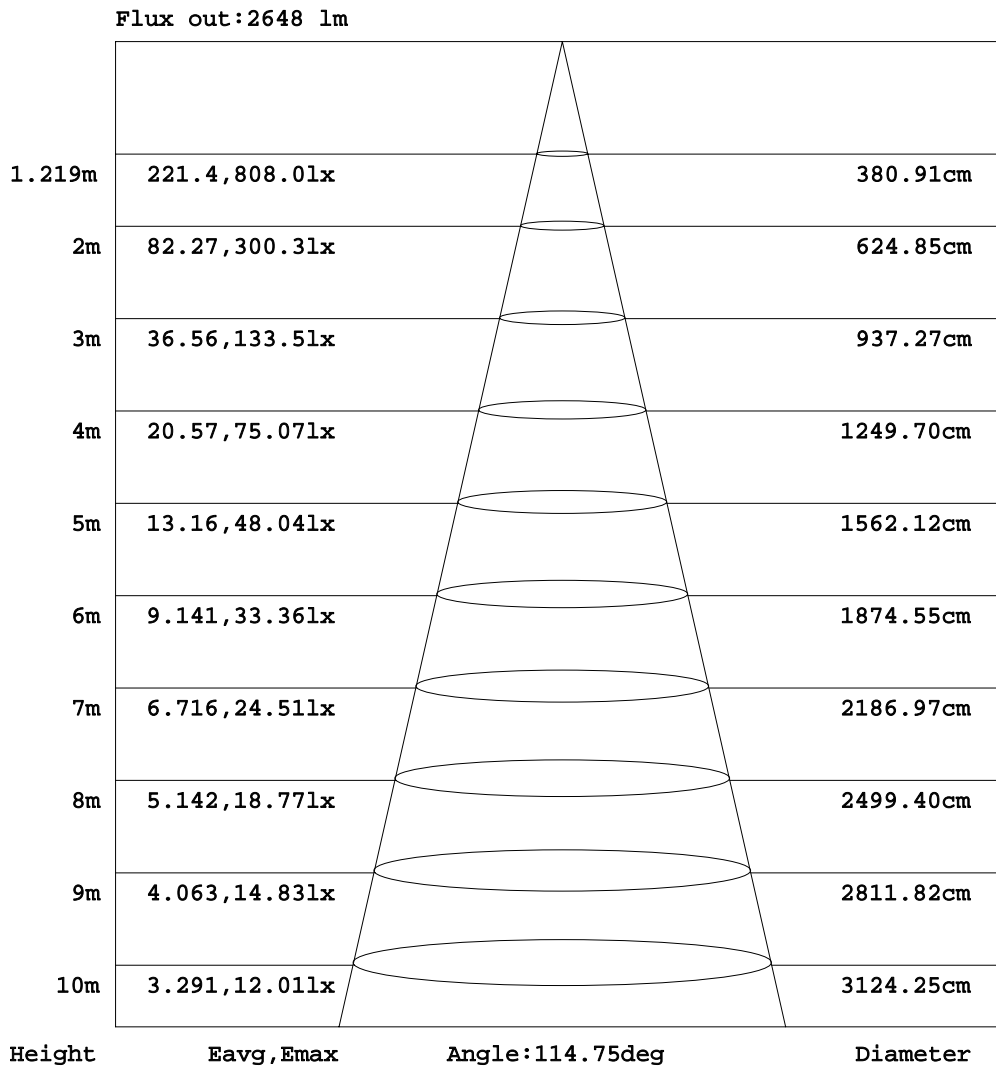 Flux out:2648 lm
1.219m 221.4,808.0lx 380.91cm
2m 82.27,300.3lx 624.85cm
3m 36.56,133.5lx 937.27cm
4m 20.57,75.07lx 1249.70cm
5m 13.16,48.04lx 1562.12cm
6m 9.141,33.36lx 1874.55cm
7m 6.716,24.51lx 2186.97cm
8m 5.142,18.77lx 2499.40cm
9m 4.063,14.83lx 2811.82cm
10m 3.291,12.01lx 3124.25cm
Height Eavg,Emax Angle:114.75deg Diameter